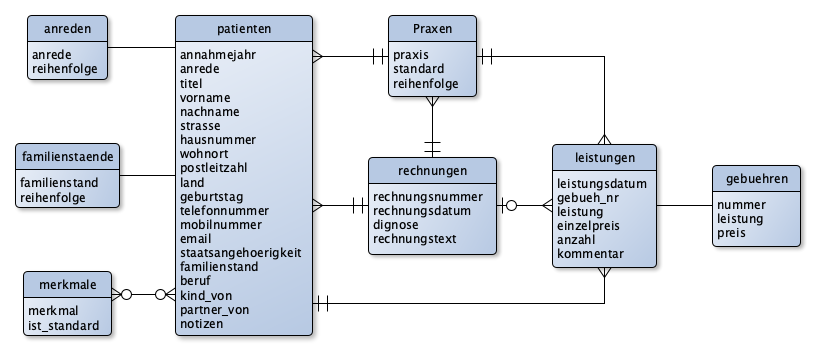 anreden
anrede
reihenfolge
patienten
annahmejahr
anrede
titel
vorname
nachname
strasse
hausnummer
wohnort
postleitzahl
land
geburtstag
telefonnummer
mobilnummer
email
staatsangehoerigkeit
familienstand
beruf
kind_von
partner_von
notizen
Praxen
praxis
standard
reihenfolge
familienstaende
familienstand
reihenfolge
rechnungen
rechnungsnummer
rechnungsdatum
dignose
rechnungstext
leistungen
leistungsdatum
gebueh_nr
leistung
einzelpreis
anzahl
kommentar
gebuehren
nummer
leistung
preis
merkmale
merkmal
ist_standard